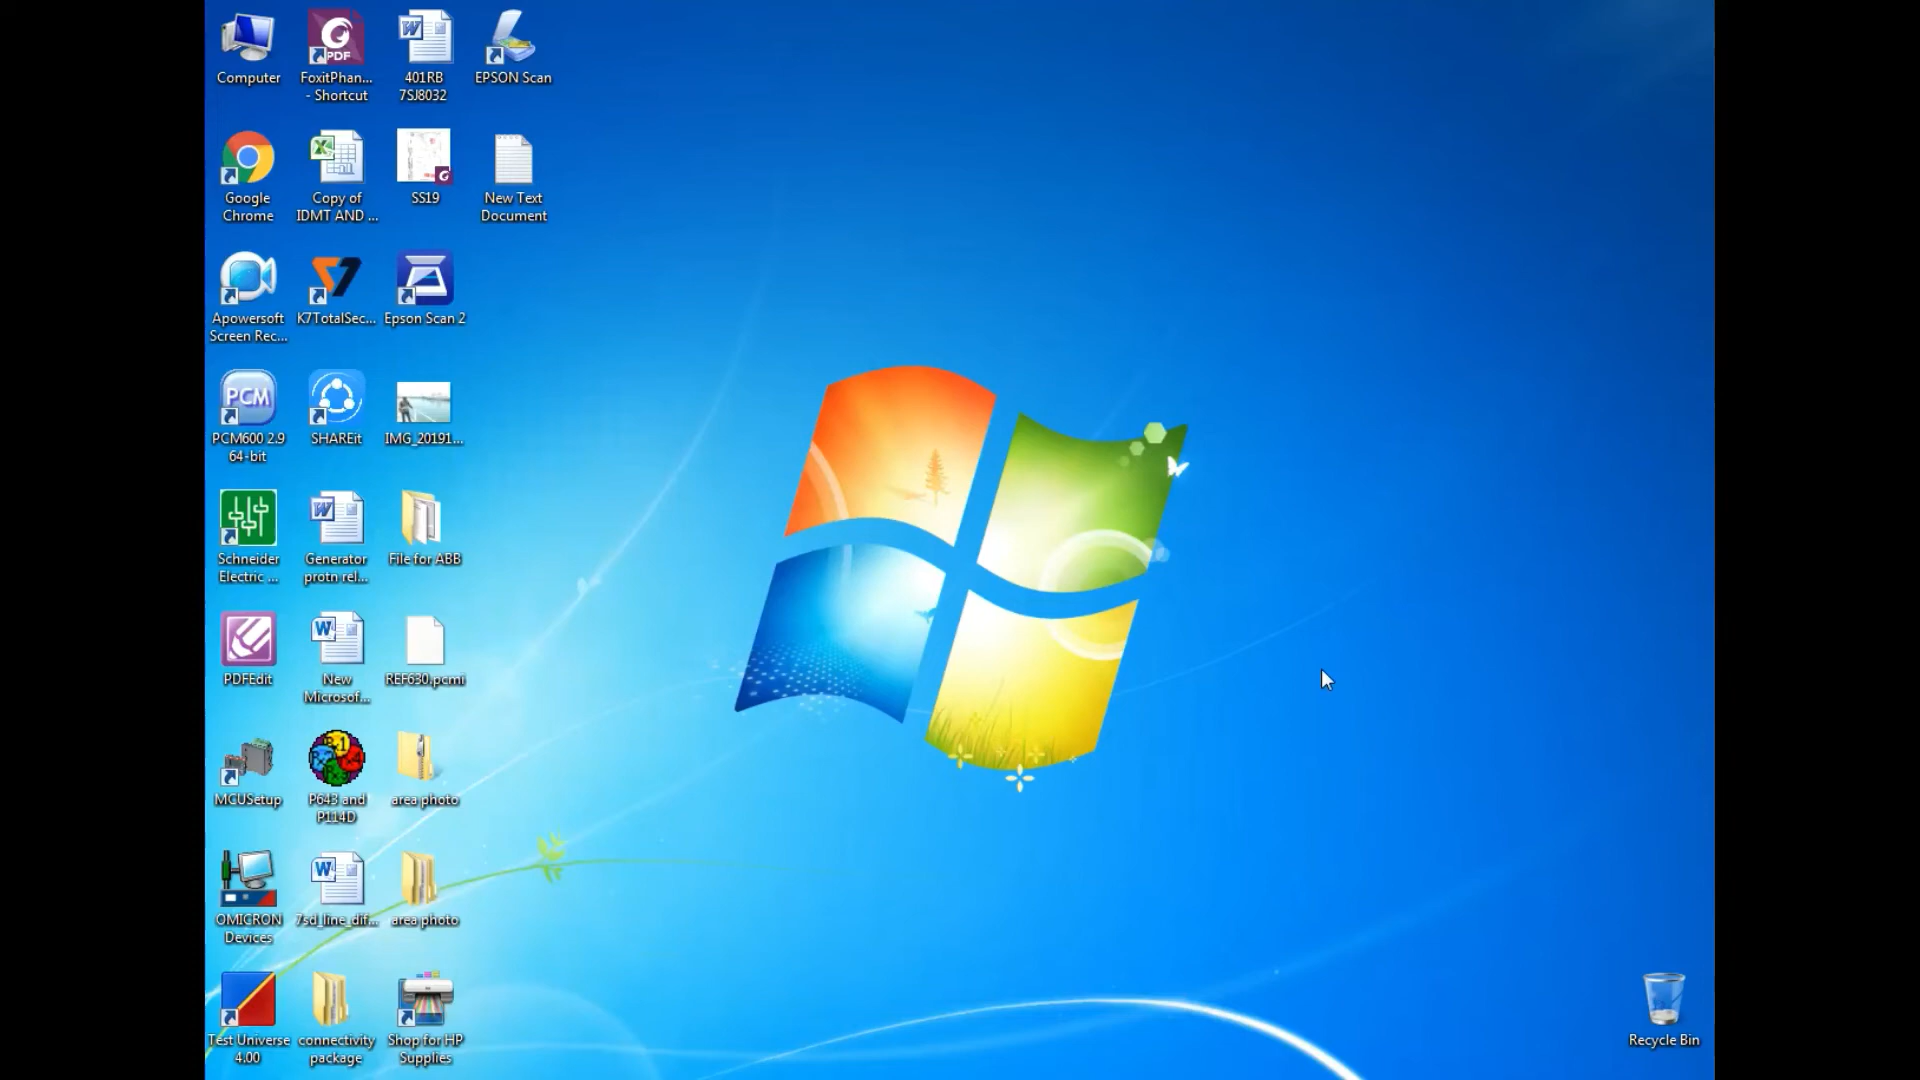 Computer
FoxitPhan...
- Shortcut
401RB
7SJ8032
EPSON Scan
Google
Chrome
Copy of
IDMT AND ...
SS19
New Text
Document
Apowersoft
Screen Rec...
K7TotalSec...
Epson Scan 2
PCM600 2.9
64-bit
SHAREit
IMG_20191...
Schneider
Electric ...
Generator
protn rel...
File for ABB
PDFEdit
New
Microsof...
REF630.pcmi
MCUSetup
P643 and
P114D
area photo
OMICRON
Devices
7sd_line_dif...
area photo
Test Universe
4.00
connectivity
package
Shop for HP
Supplies
Recycle Bin
PDF
PCM